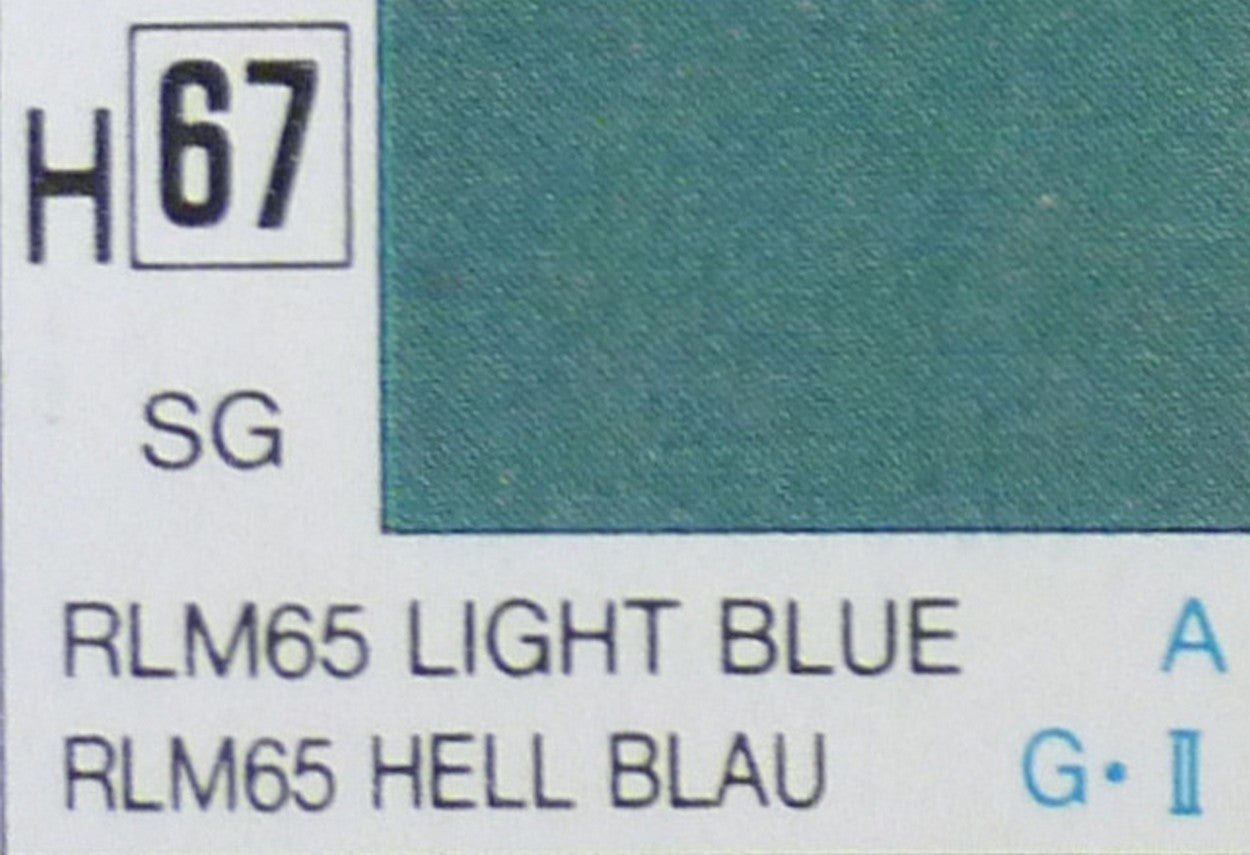 H 67
SG
RLM65 LIGHT BLUE A
RLM65 HELL BLAU G・Ⅱ